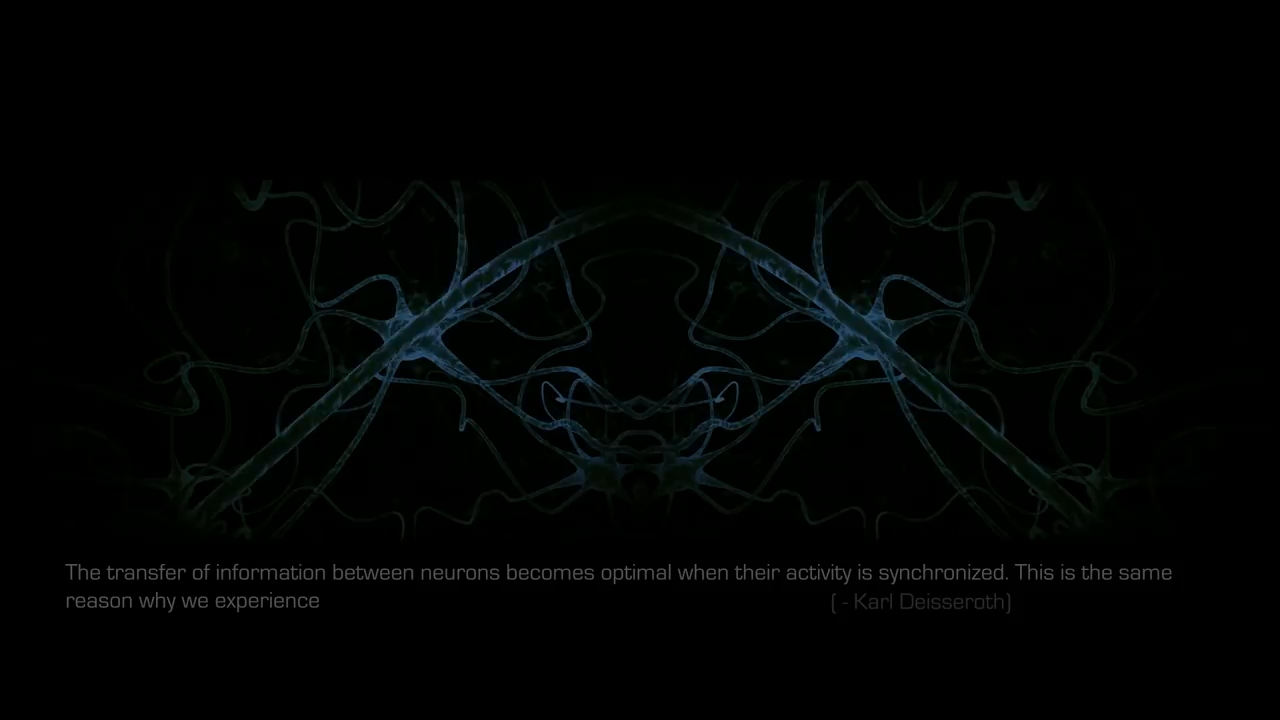 The transfer of information between neurons becomes optimal when their activity is synchronized. This is the same
reason why we experience
( - Karl Deisseroth)